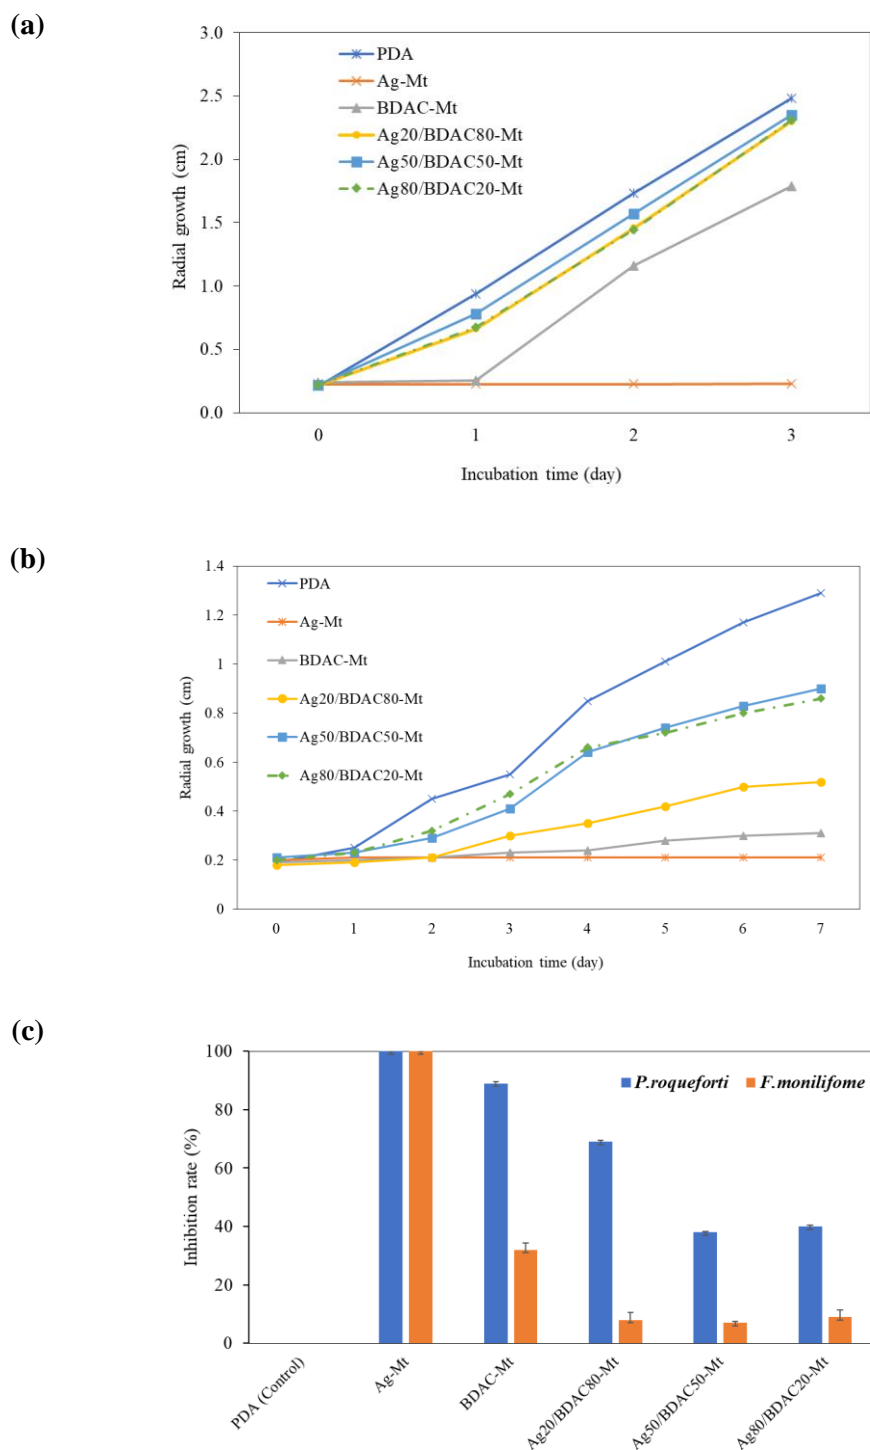 (a)
3.0
2.5
2.0
1.5
1.0
0.5
0.0
Radial growth (cm)
PDA
Ag-Mt
BDAC-Mt
Ag20/BDAC80-Mt
Ag50/BDAC50-Mt
Ag80/BDAC20-Mt
0 1 2 3
Incubation time (day)
(b)
1.4
1.2
1
0.8
0.6
0.4
0.2
0
Radial growth (cm)
PDA
Ag-Mt
BDAC-Mt
Ag20/BDAC80-Mt
Ag50/BDAC50-Mt
Ag80/BDAC20-Mt
0 1 2 3 4 5 6 7
Incubation time (day)
(c)
100
80
60
40
20
0
Inhibition rate (%)
P.roqueforti F.monilifome
PDA (Control)
Ag-Mt
BDAC-Mt
Ag20/BDAC80-Mt
Ag50/BDAC50-Mt
Ag80/BDAC20-Mt